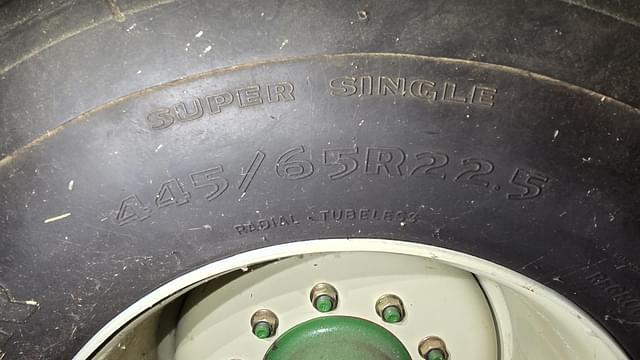 SUPER SINGLE
445/65R22.5
RADIAL - TUBELESS